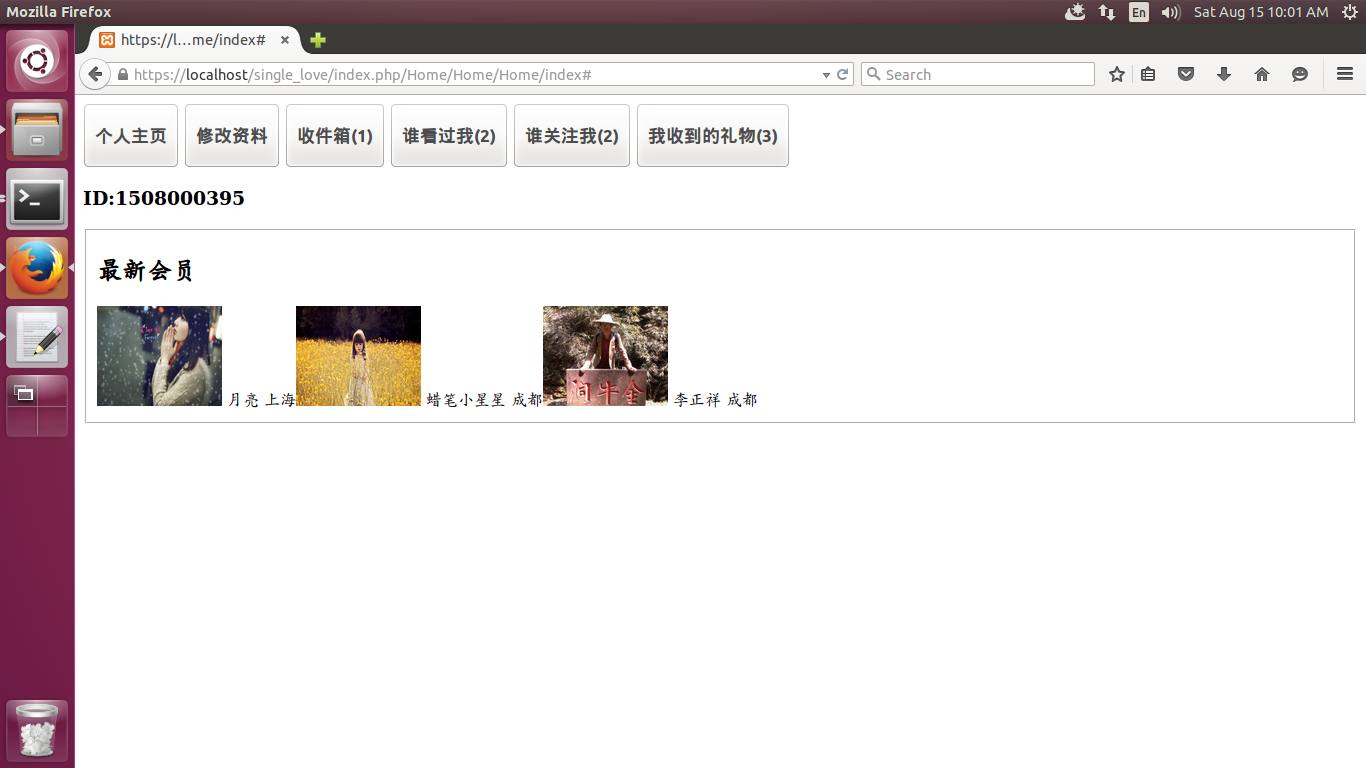 Mozilla Firefox
En
Sat Aug 15 10:01 AM
https://l...me/index#
https://localhost/single_love/index.php/Home/Home/Home/index#
Search
个人主页 修改资料 收件箱(1) 谁看过我(2) 谁关注我(2) 我收到的礼物(3)
ID:1508000395
最新会员
月亮 上海 蜡笔小星星 成都 李正祥 成都
金牛洞